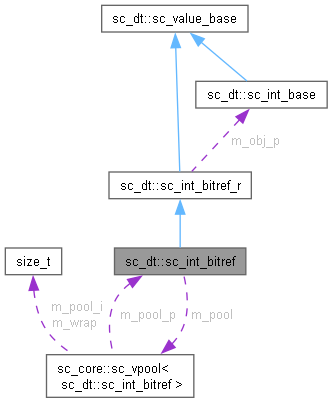 sc_dt::sc_value_base
sc_dt::sc_int_base
m_obj_p
sc_dt::sc_int_bitref_r
size_t
sc_dt::sc_int_bitref
m_pool_i
m_wrap
m_pool_p
m_pool
sc_core::sc_vpool<
sc_dt::sc_int_bitref >